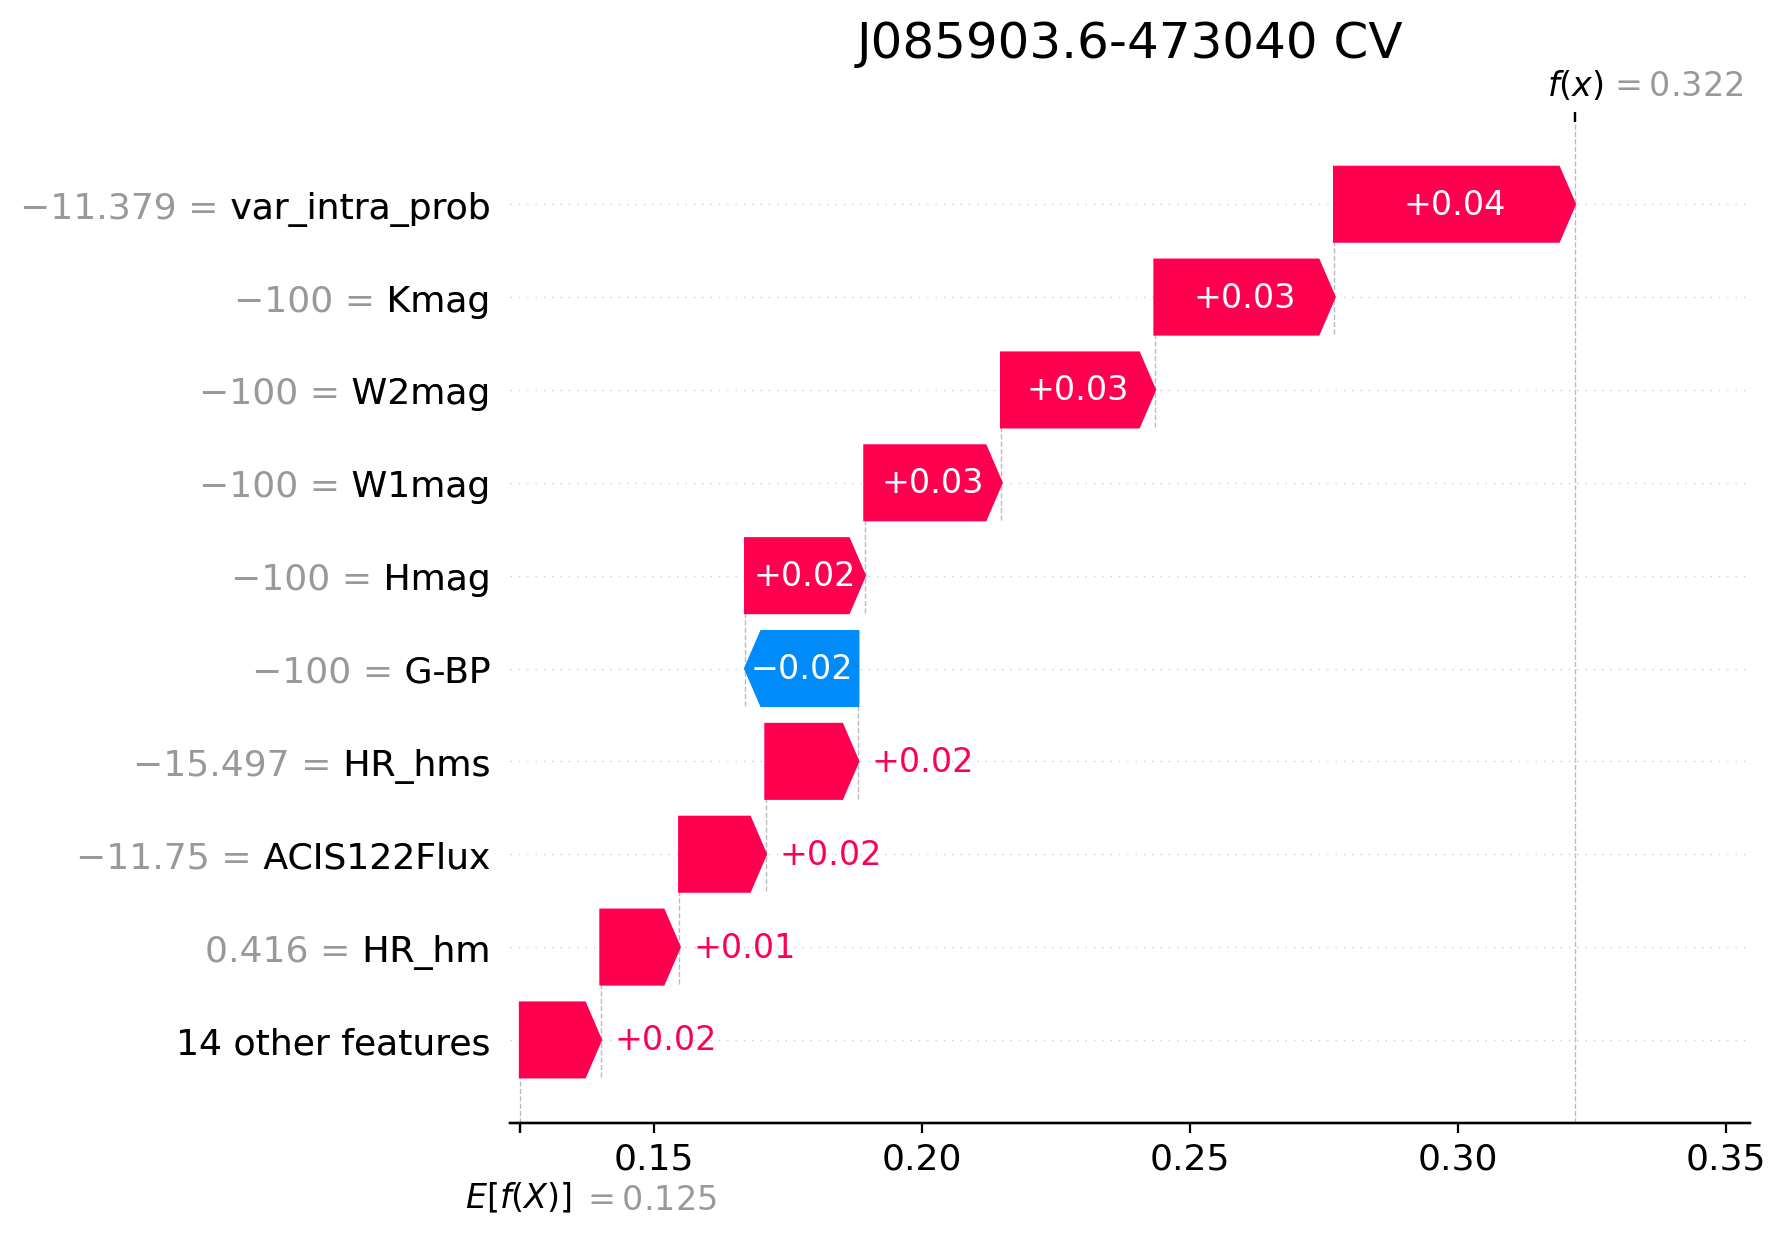 J085903.6-473040 CV
f(x) = 0.322
−11.379 = var_intra_prob +0.04
−100 = Kmag +0.03
−100 = W2mag +0.03
−100 = W1mag +0.03
−100 = Hmag +0.02
−100 = G-BP −0.02
−15.497 = HR_hms +0.02
−11.75 = ACIS122Flux +0.02
0.416 = HR_hm +0.01
14 other features +0.02
0.15 0.20 0.25 0.30 0.35
E[f(X)] = 0.125